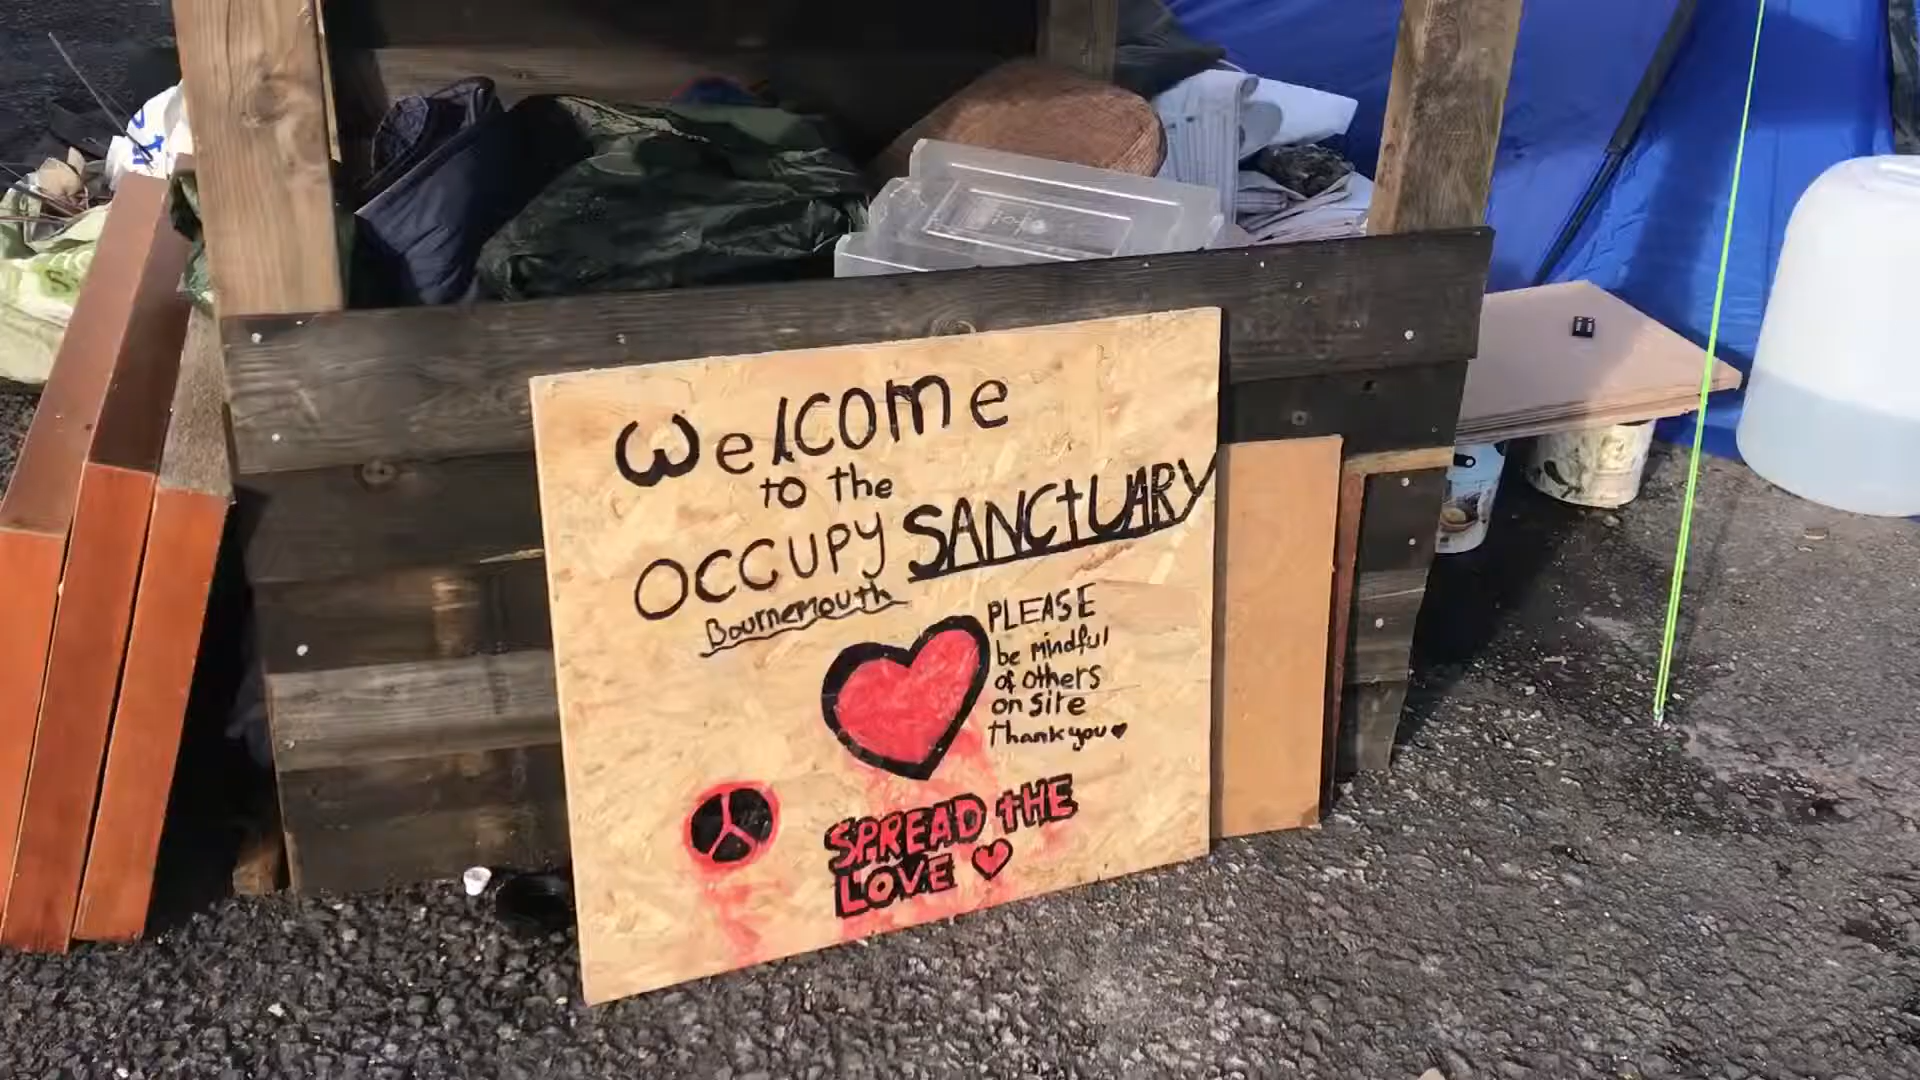 Welcome
to the
OCCUPY SANCtUARY
Bournemouth
PLEASE
be mindful
of others
on site
thank you ♥
SPREAD tHE
LOVE ♥